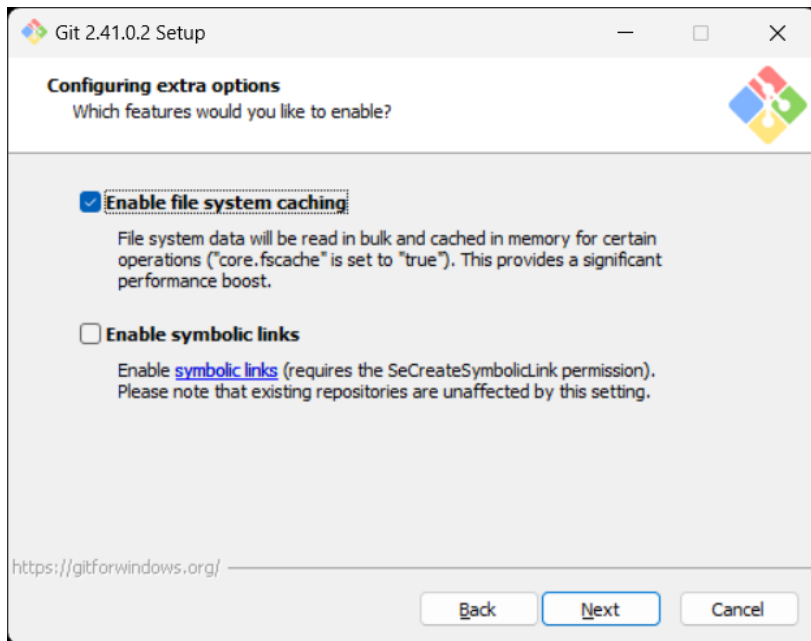 Git 2.41.0.2 Setup
Configuring extra options
Which features would you like to enable?
Enable file system caching
File system data will be read in bulk and cached in memory for certain
operations ("core.fscache" is set to "true"). This provides a significant
performance boost.
Enable symbolic links
Enable symbolic links (requires the SeCreateSymbolicLink permission).
Please note that existing repositories are unaffected by this setting.
https://gitforwindows.org/
Back Next Cancel